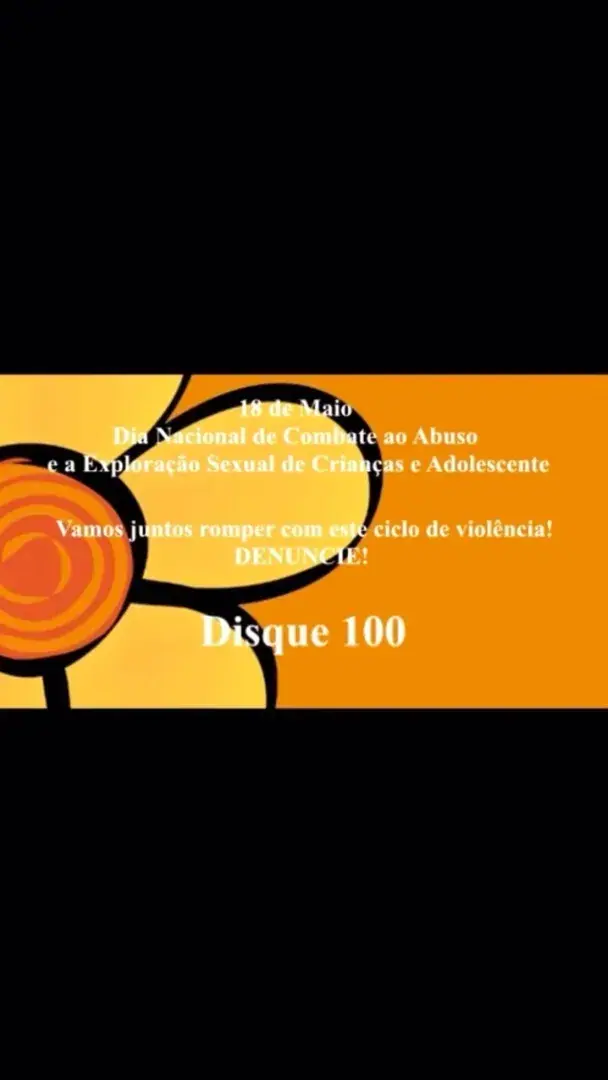 18 de Maio
Dia Nacional de Combate ao Abuso
e a Exploração Sexual de Crianças e Adolescente
Vamos juntos romper com este ciclo de violência!
DENUNCIE!
Disque 100